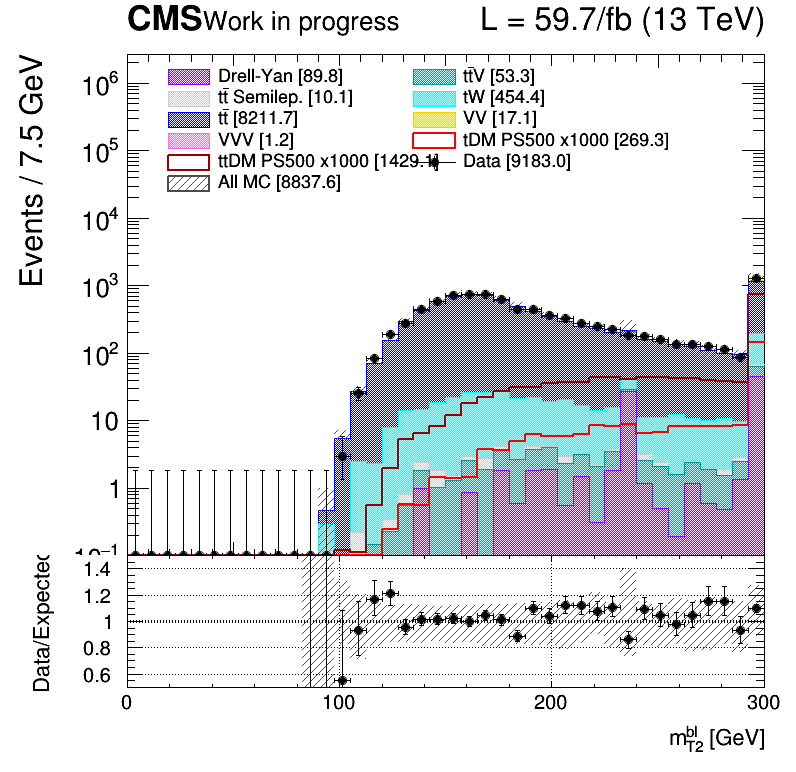 CMS Work in progress L = 59.7/fb (13 TeV)
Events / 7.5 GeV
10⁶
10⁵
10⁴
10³
10²
10
1
10⁻¹
Drell-Yan [89.8]
tt̄V [53.3]
tt̄ Semilep. [10.1]
tW [454.4]
tt̄ [8211.7]
VV [17.1]
VVV [1.2]
tDM PS500 x1000 [269.3]
ttDM PS500 x1000 [1429.1]
Data [9183.0]
All MC [8837.6]
Data/Expected
1.4
1.2
1
0.8
0.6
0 100 200 300
m_T2^bl [GeV]